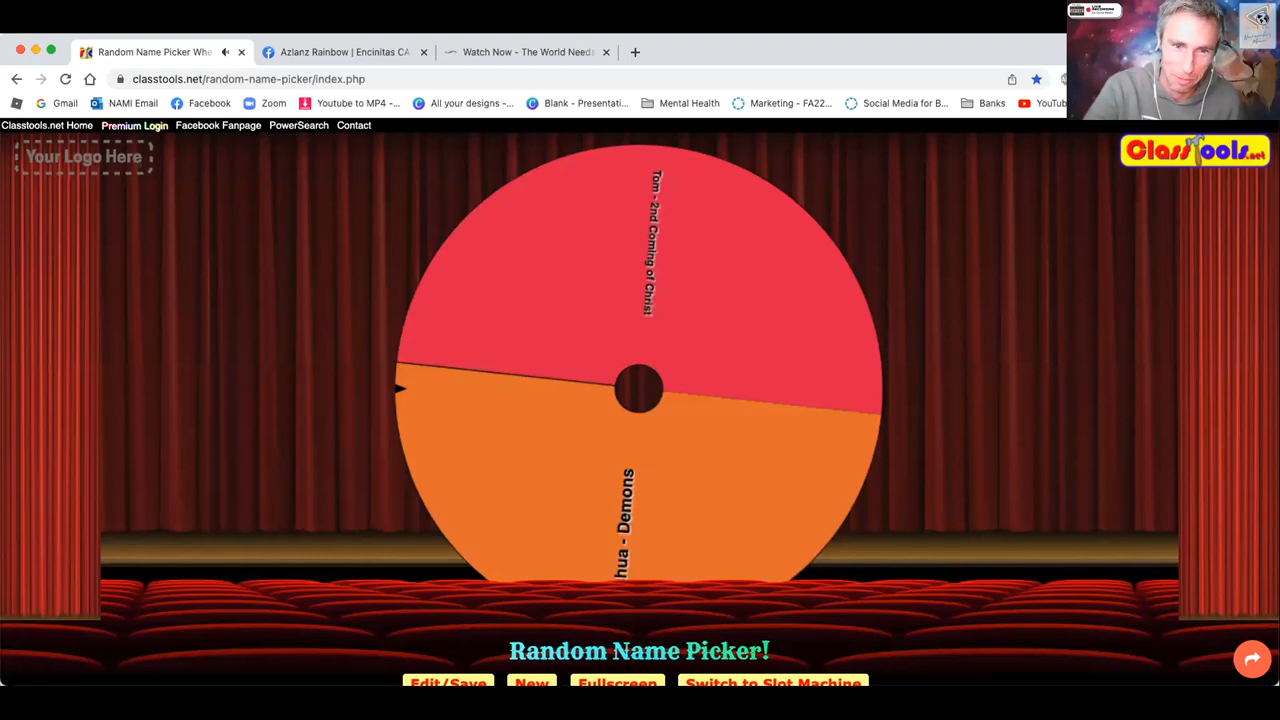 Random Name Picker Whe
Azlanz Rainbow | Encinitas CA
Watch Now - The World Needs
classtools.net/random-name-picker/index.php
Gmail
NAMI Email
Facebook
Zoom
Youtube to MP4 -...
All your designs -...
Blank - Presentati...
Mental Health
Marketing - FA22...
Social Media for B...
Banks
YouTub
Classtools.net Home
Premium Login
Facebook Fanpage
PowerSearch
Contact
Your Logo Here
ClassTools.net
Tom - 2nd Coming of Christ
hua - Demons
Random Name Picker!
Edit/Save
New
Fullscreen
Switch to Slot Machine